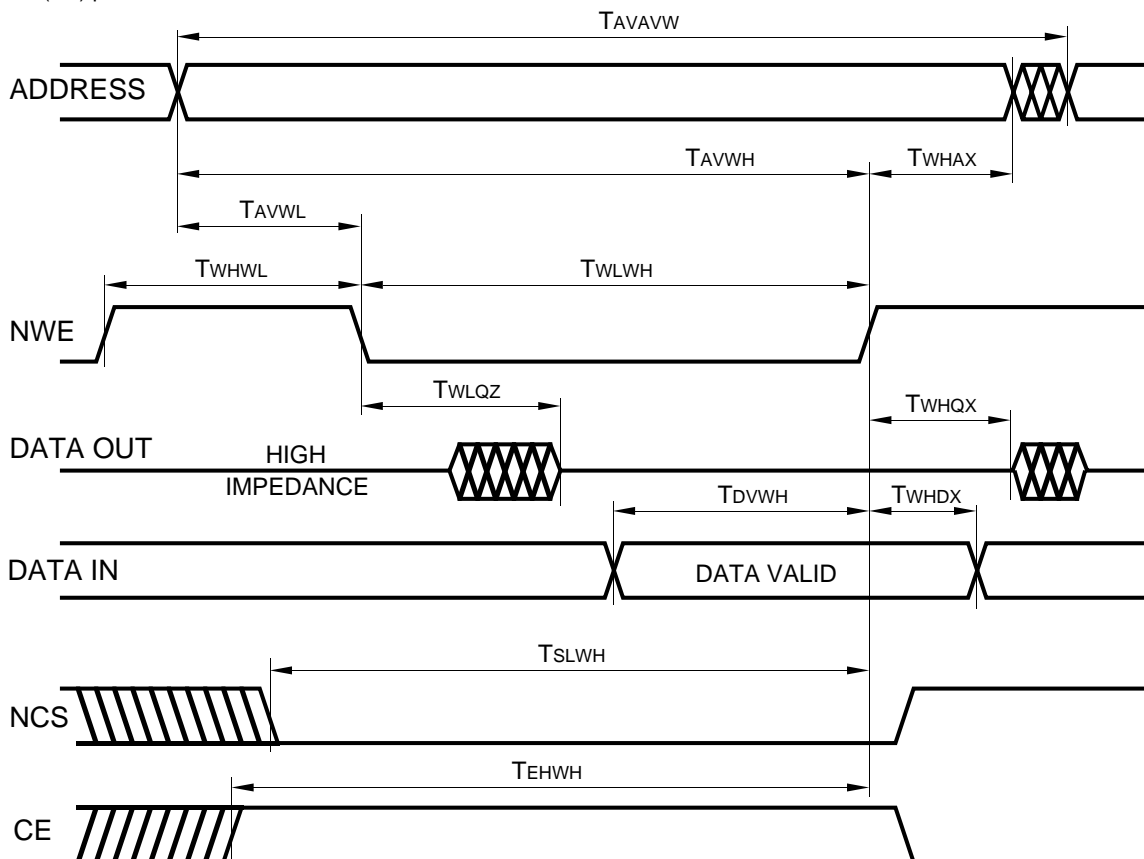 TAVAVW
ADDRESS
TAVWH TWHAX
TAVWL
TWHWL TWLWH
NWE
TWLQZ TWHQX
DATA OUT HIGH
IMPEDANCE
TDVWH TWHDX
DATA IN DATA VALID
TSLWH
NCS
TEHWH
CE